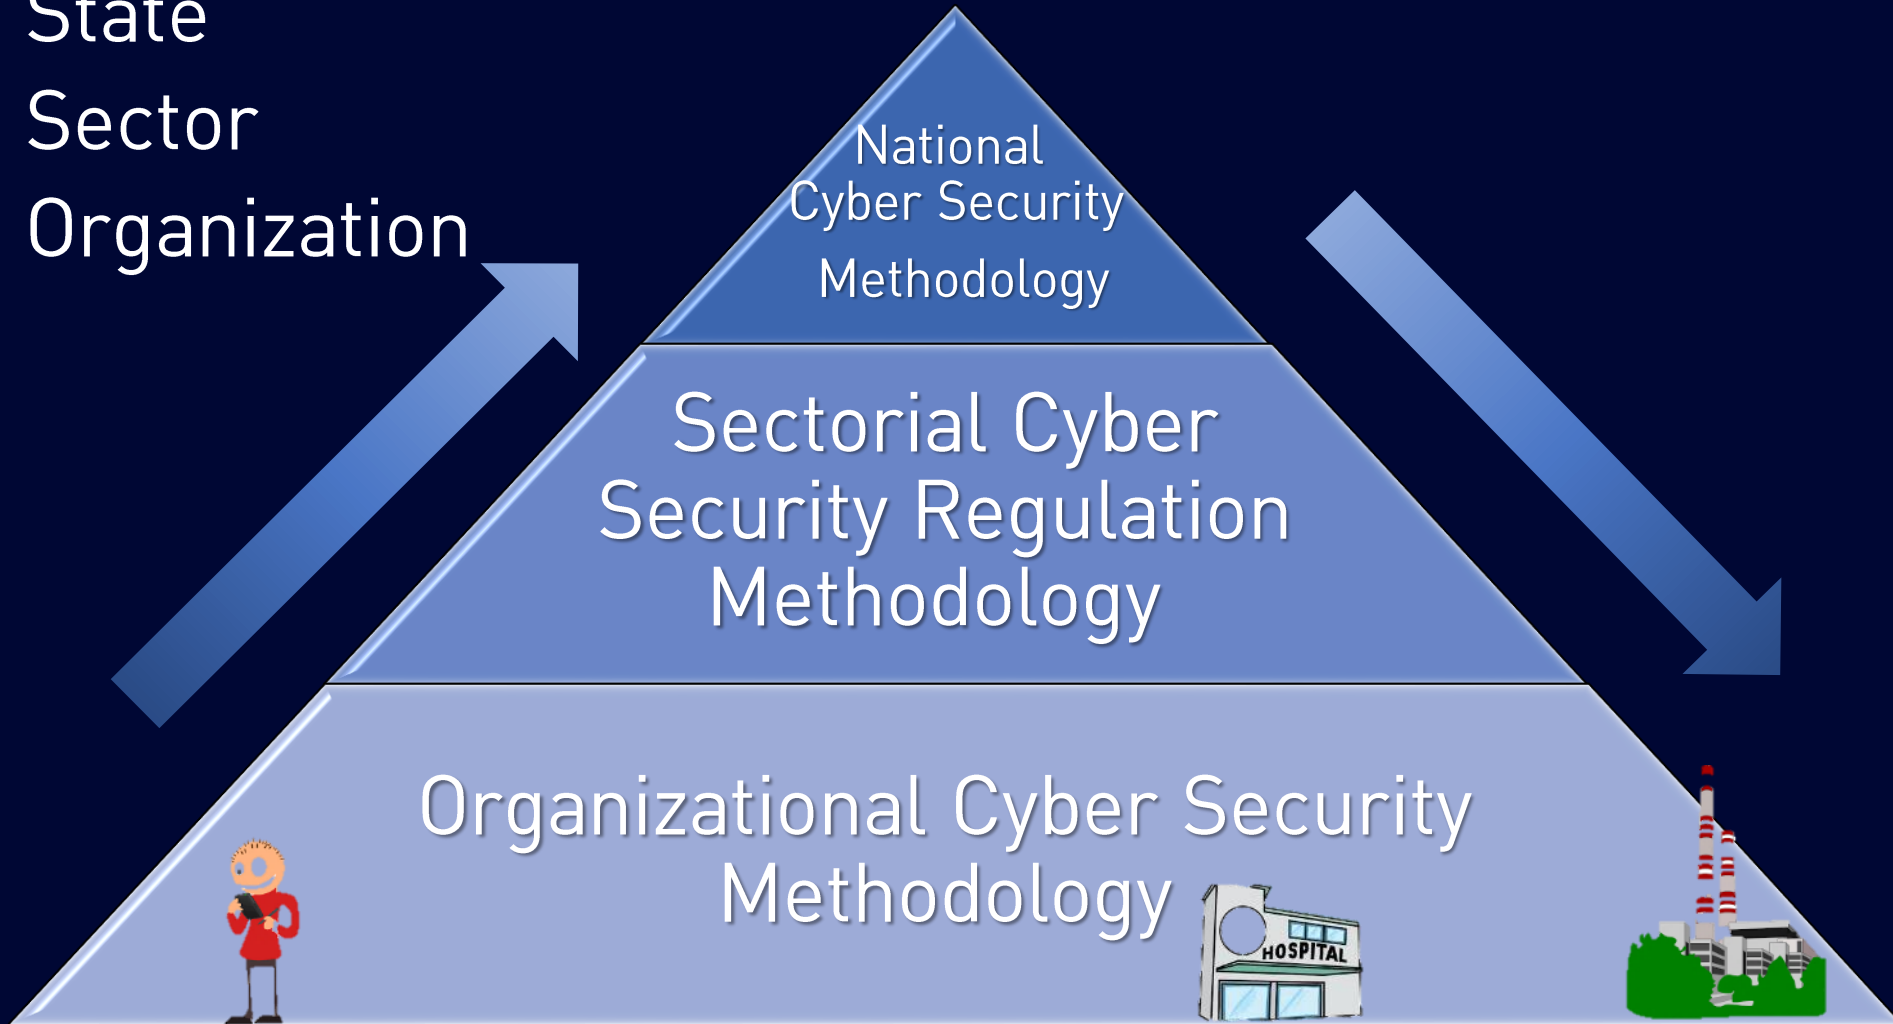 State
Sector
Organization
National
Cyber Security
Methodology
Sectorial Cyber
Security Regulation
Methodology
Organizational Cyber Security
Methodology
HOSPITAL